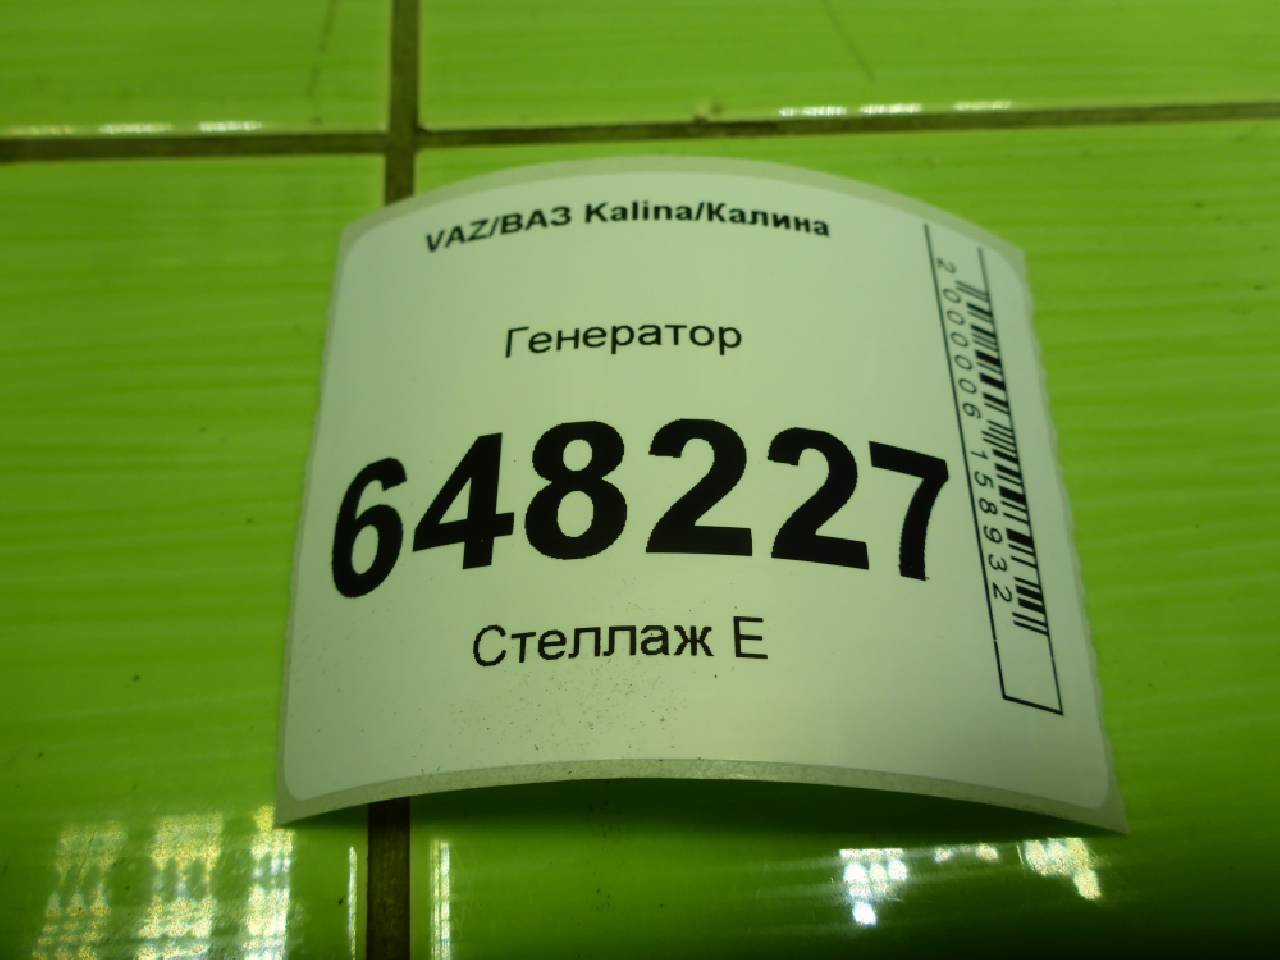 VAZ/ВАЗ Kalina/Калина
Генератор
648227
Стеллаж Е
2000006158932